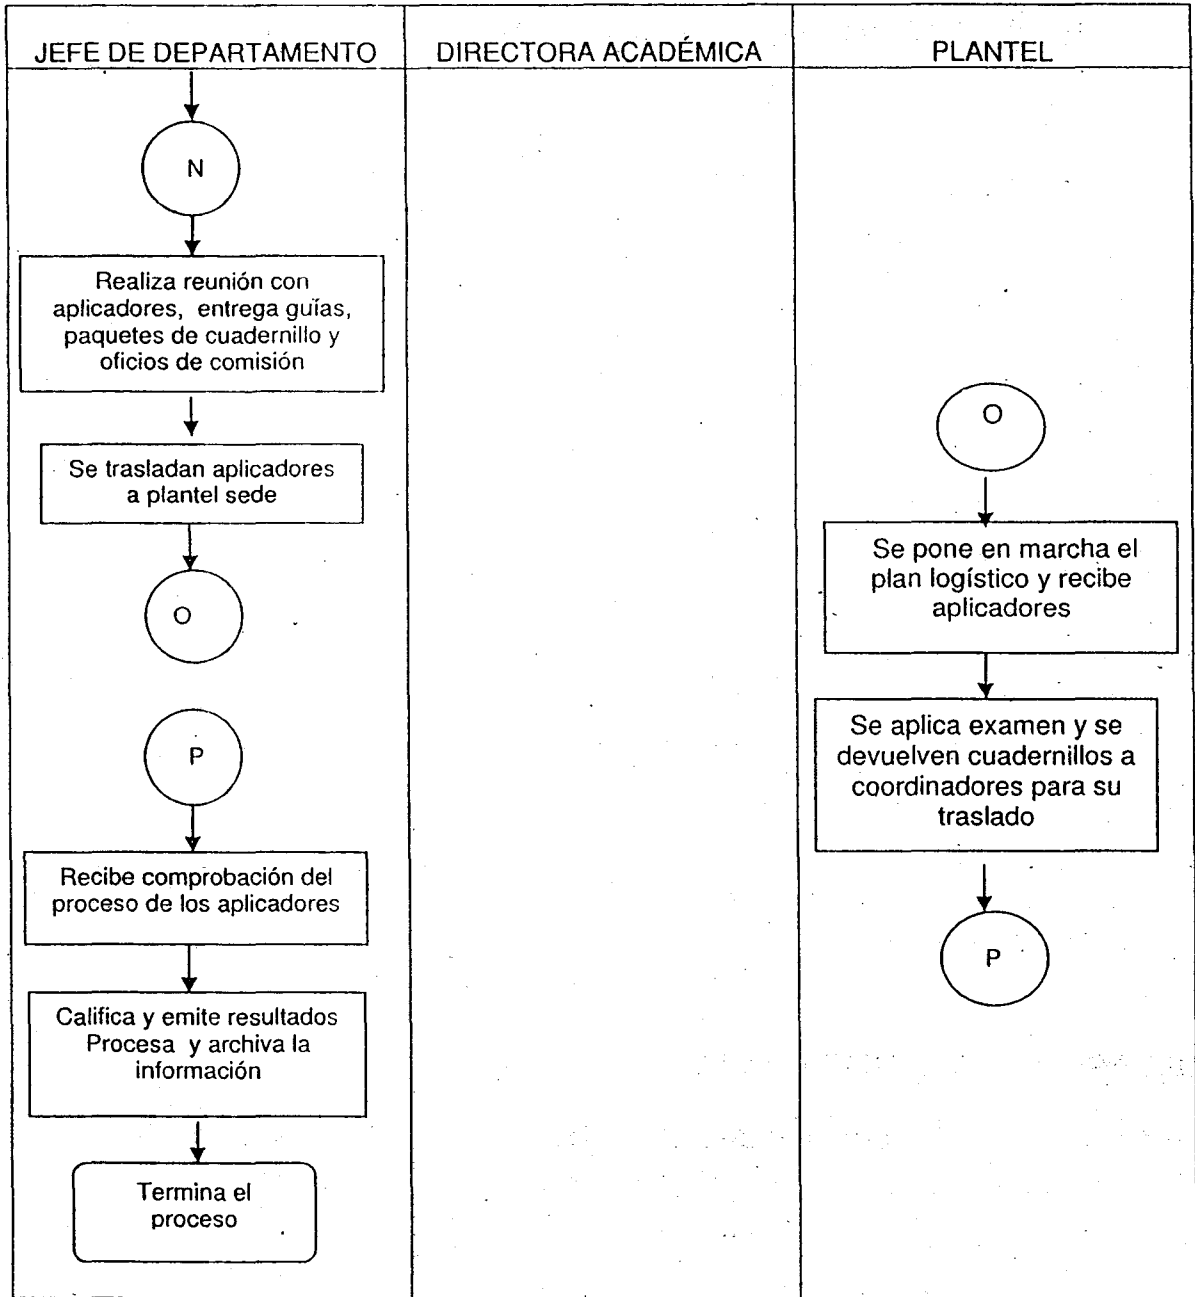 JEFE DE DEPARTAMENTO
DIRECTORA ACADÉMICA
PLANTEL
N
Realiza reunión con
aplicadores, entrega guías,
paquetes de cuadernillo y
oficios de comisión
Se trasladan aplicadores
a plantel sede
O
P
Recibe comprobación del
proceso de los aplicadores
Califica y emite resultados
Procesa y archiva la
información
Termina el
proceso
O
Se pone en marcha el
plan logístico y recibe
aplicadores
Se aplica examen y se
devuelven cuadernillos a
coordinadores para su
traslado
P